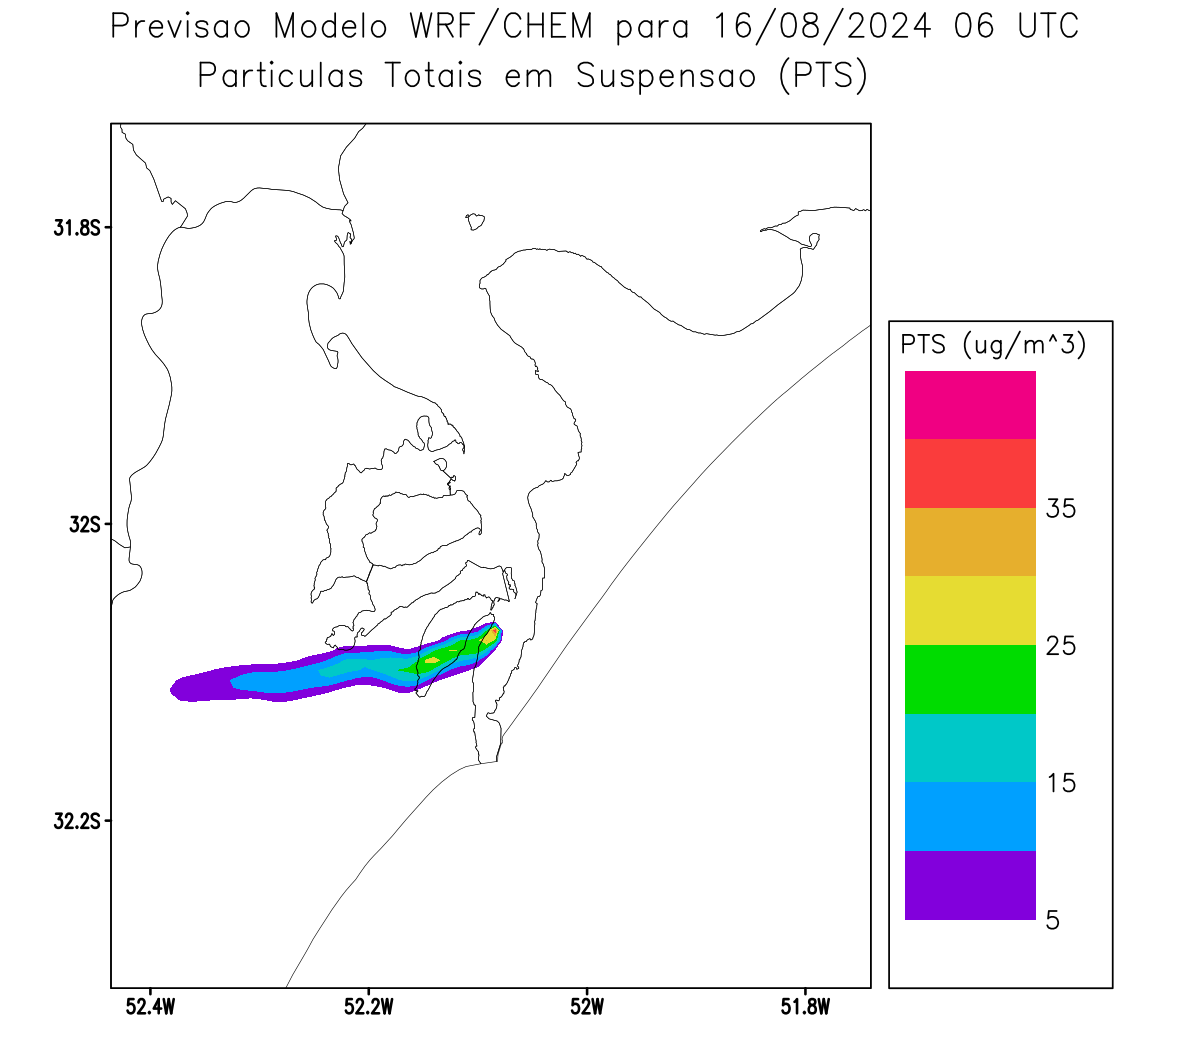 Previsao Modelo WRF/CHEM para 16/08/2024 06 UTC
Particulas Totais em Suspensao (PTS)
31.8S
32S
32.2S
52.4W
52.2W
52W
51.8W
PTS (ug/m^3)
35
25
15
5